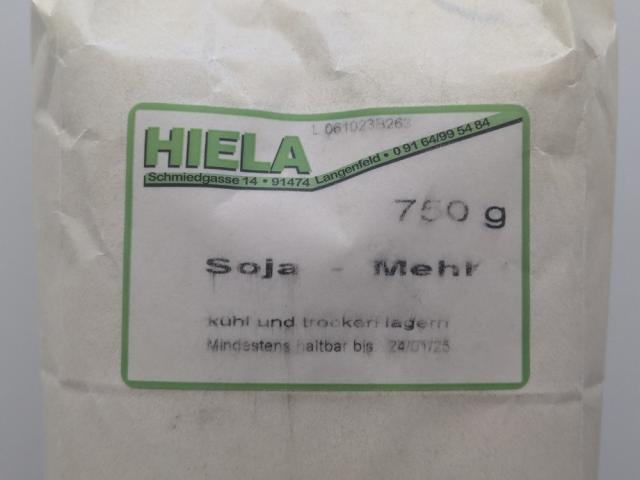 L 061023B263
HIELA
Schmiedgasse 14 • 91474 Langenfeld • 0 91 64/99 54 84
750 g
Soja - Mehl
kühl und trocken lagern
Mindestens haltbar bis 24/01/25